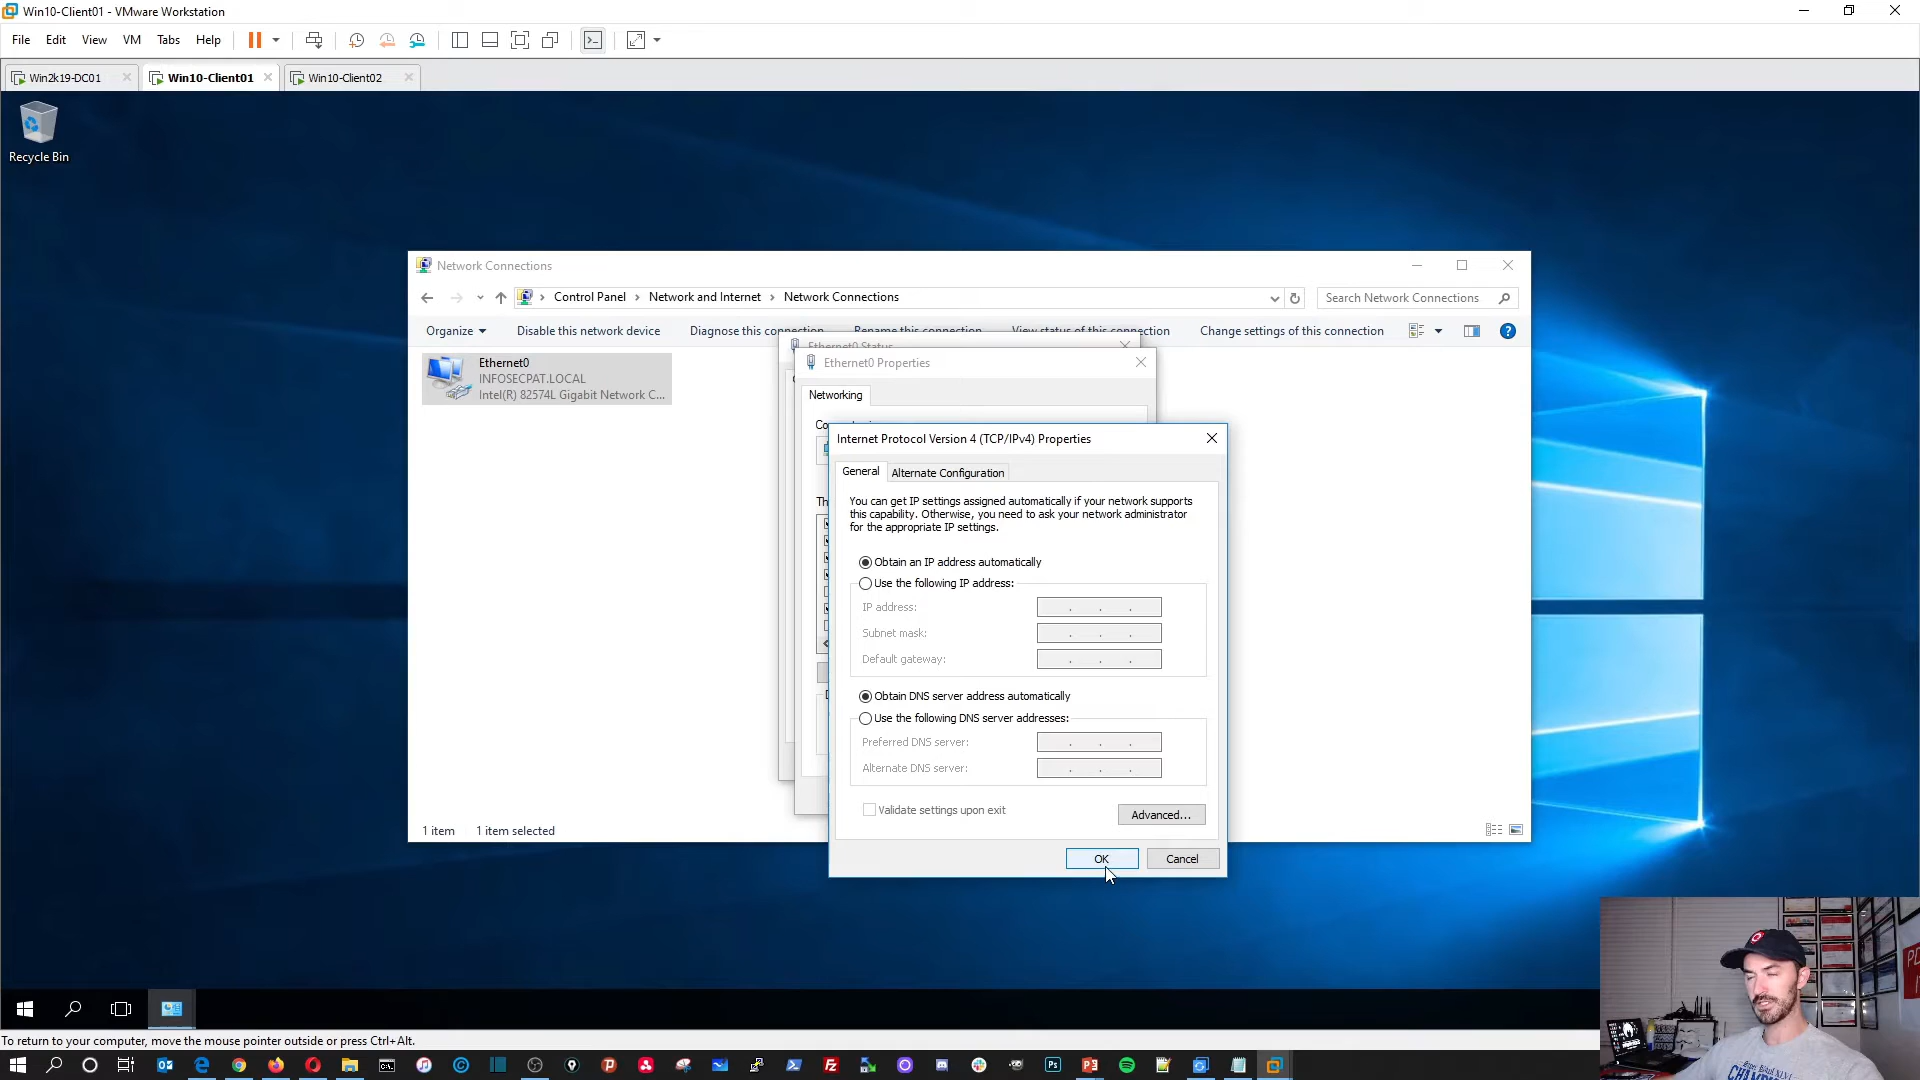 Win10-Client01 - VMware Workstation
File Edit View VM Tabs Help
Win2k19-DC01 Win10-Client01 Win10-Client02
Recycle Bin
Network Connections
Control Panel Network and Internet Network Connections
Search Network Connections
Organize Disable this network device Diagnose this connection Rename this connection View status of this connection Change settings of this connection
Ethernet0
INFOSECPAT.LOCAL
Intel(R) 82574L Gigabit Network C...
Ethernet0 Status
Ethernet0 Properties
Networking
Internet Protocol Version 4 (TCP/IPv4) Properties
General Alternate Configuration
You can get IP settings assigned automatically if your network supports
this capability. Otherwise, you need to ask your network administrator
for the appropriate IP settings.
Obtain an IP address automatically
Use the following IP address:
IP address:
Subnet mask:
Default gateway:
Obtain DNS server address automatically
Use the following DNS server addresses:
Preferred DNS server:
Alternate DNS server:
Validate settings upon exit
Advanced...
OK Cancel
1 item 1 item selected
To return to your computer, move the mouse pointer outside or press Ctrl+Alt.